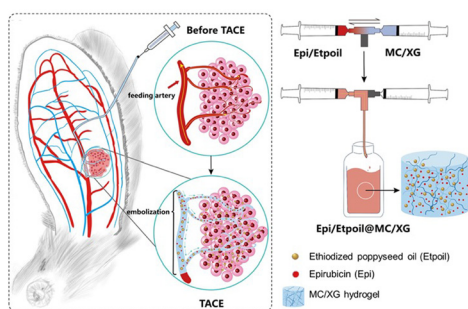 Before TACE
feeding artery
embolization
TACE
Epi/Etpoil
MC/XG
Epi/Etpoil@MC/XG
Ethiodized poppyseed oil (Etpoil)
Epirubicin (Epi)
MC/XG hydrogel